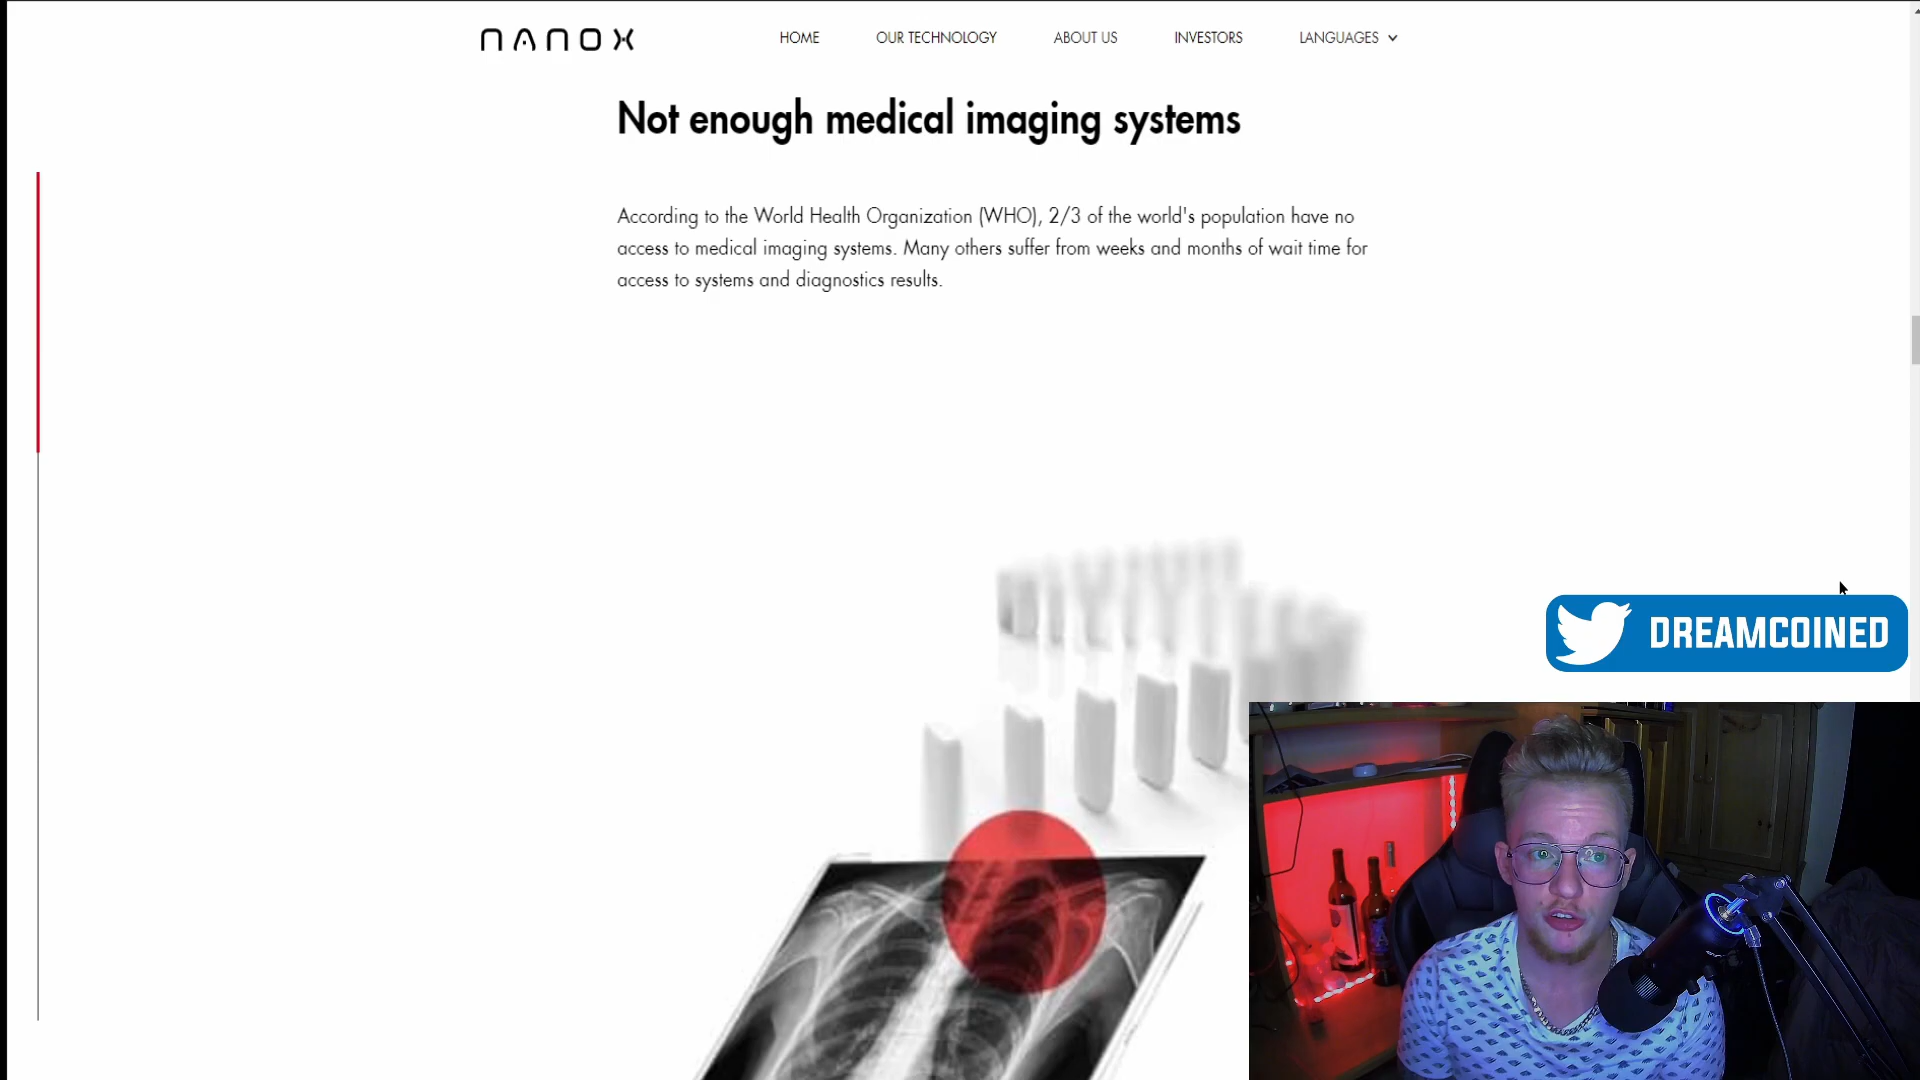 NANOX
HOME
OUR TECHNOLOGY
ABOUT US
INVESTORS
LANGUAGES
Not enough medical imaging systems
According to the World Health Organization (WHO), 2/3 of the world's population have no
access to medical imaging systems. Many others suffer from weeks and months of wait time for
access to systems and diagnostics results.
DREAMCOINED